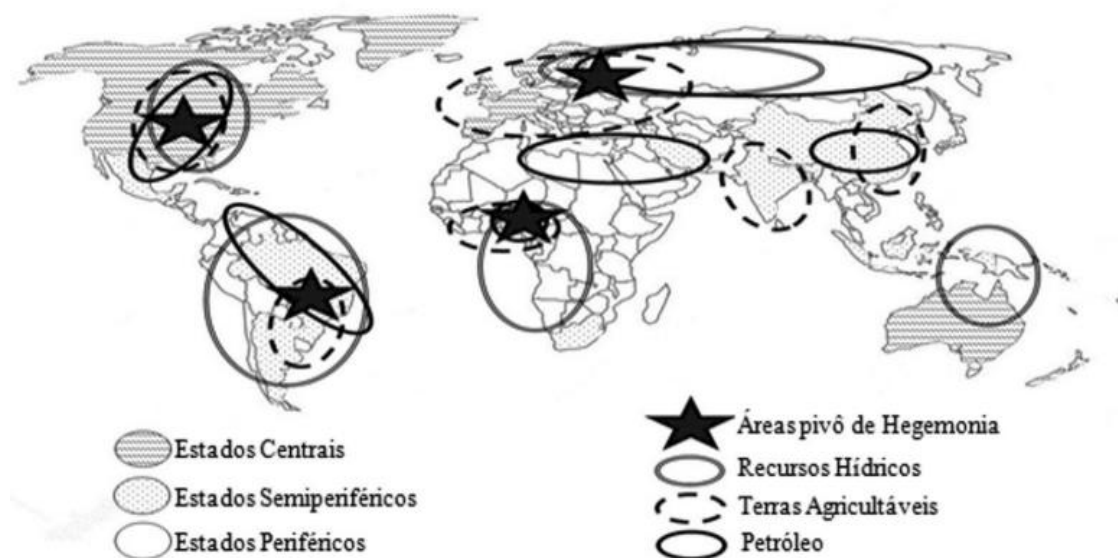 Estados Centrais
Estados Semiperiféricos
Estados Periféricos
Áreas pivô de Hegemonia
Recursos Hídricos
Terras Agricultáveis
Petróleo